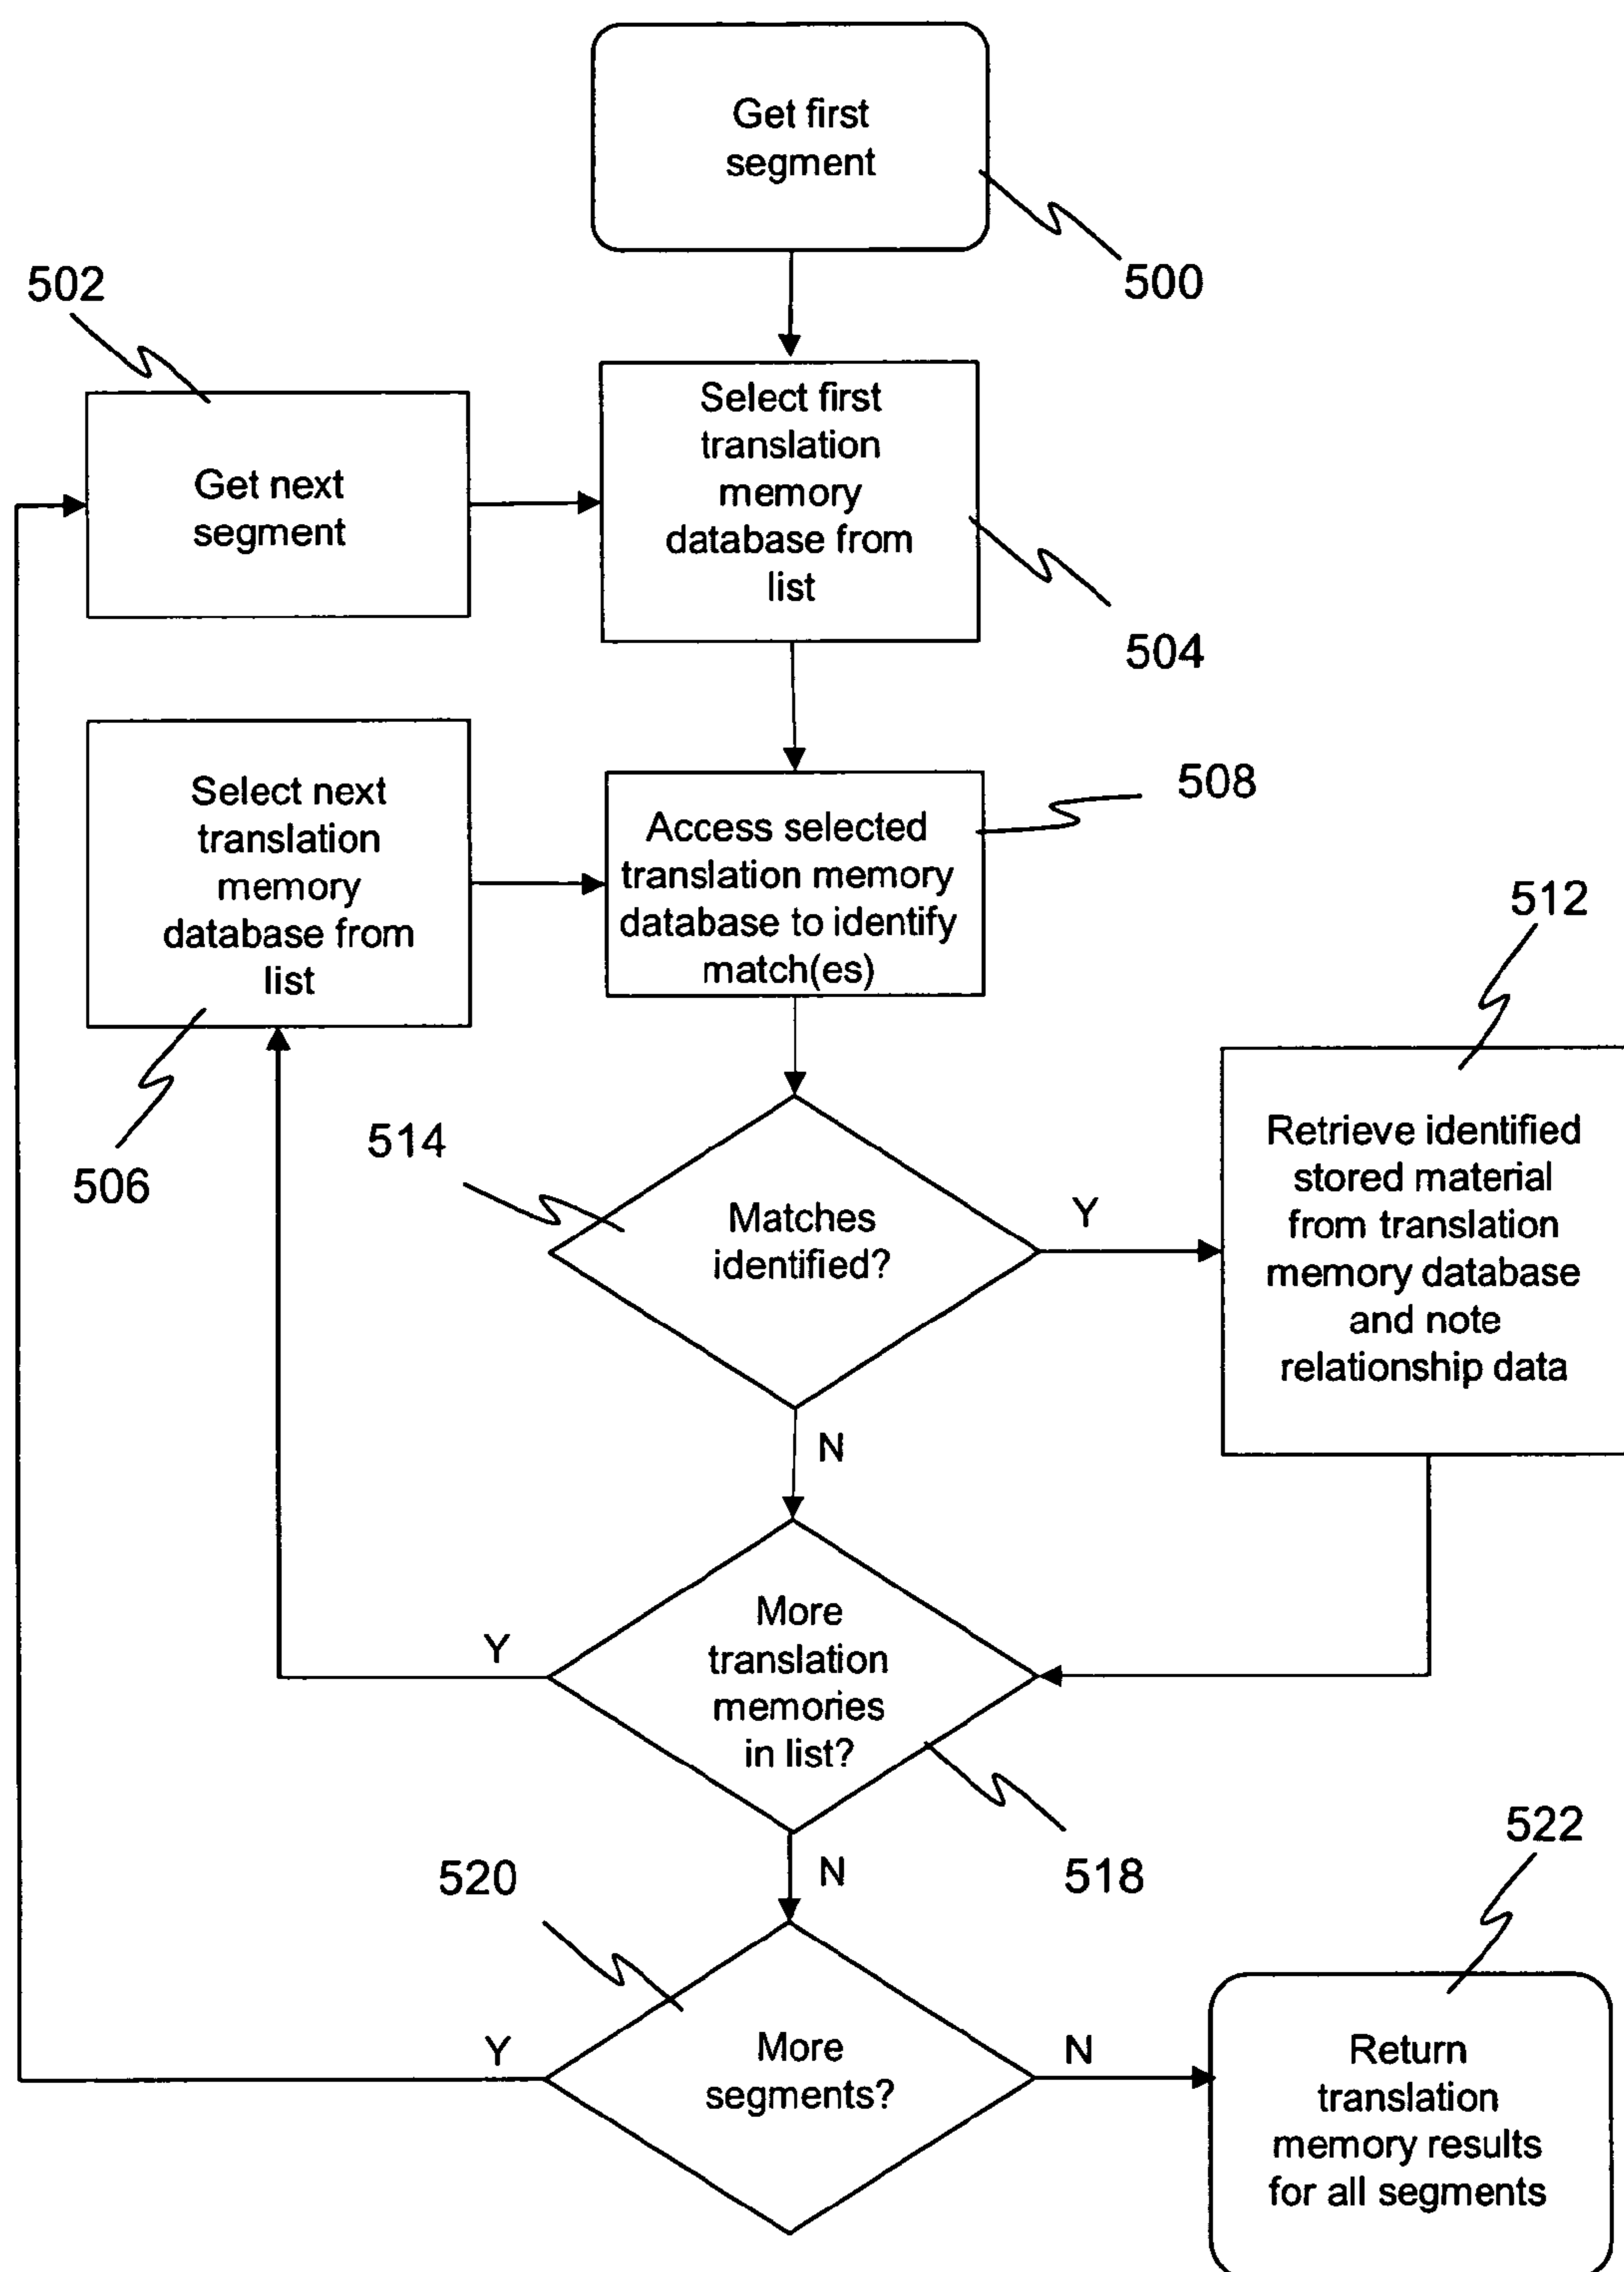 Get first
segment
500
502
Get next
segment
Select first
translation
memory
database from
list
504
Select next
translation
memory
database from
list
506
Access selected
translation memory
database to identify
match(es)
508
512
Retrieve identified
stored material
from translation
memory database
and note
relationship data
514
Matches
identified?
Y
N
More
translation
memories
in list?
Y
N
518
520
More
segments?
Y
N
522
Return
translation
memory results
for all segments